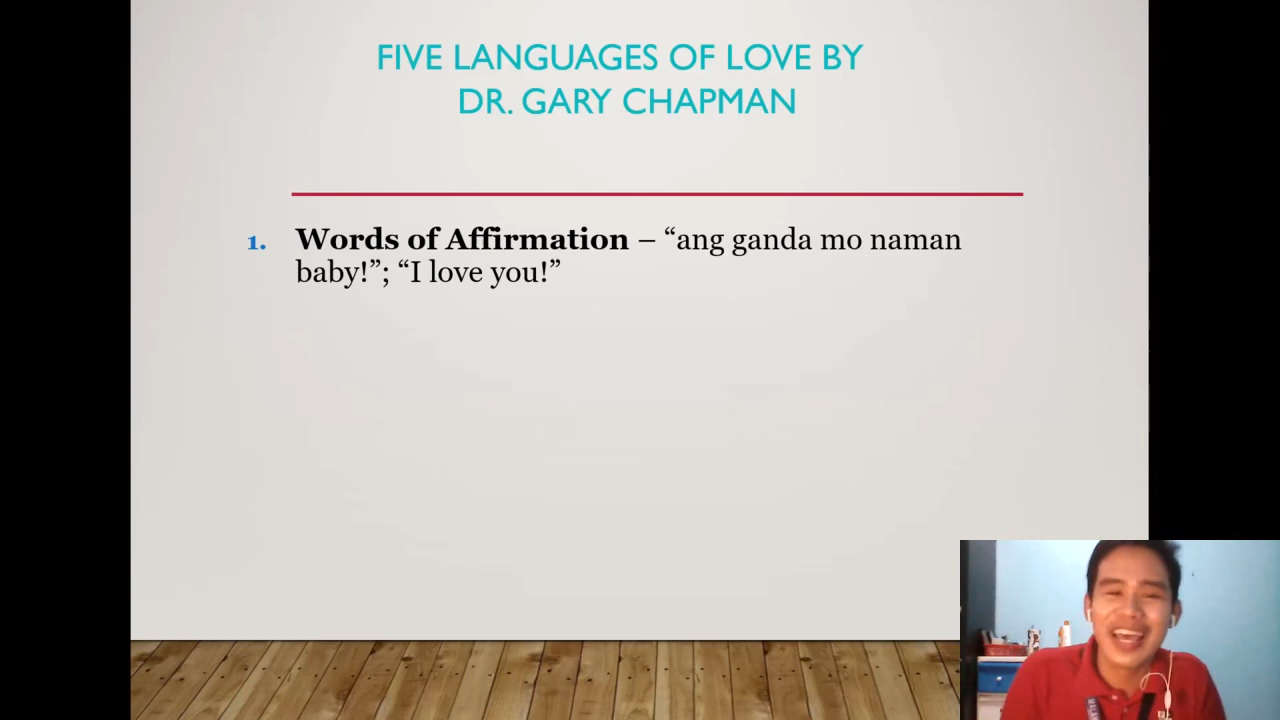 FIVE LANGUAGES OF LOVE BY
DR. GARY CHAPMAN
1. Words of Affirmation – “ang ganda mo naman
baby!”; “I love you!”